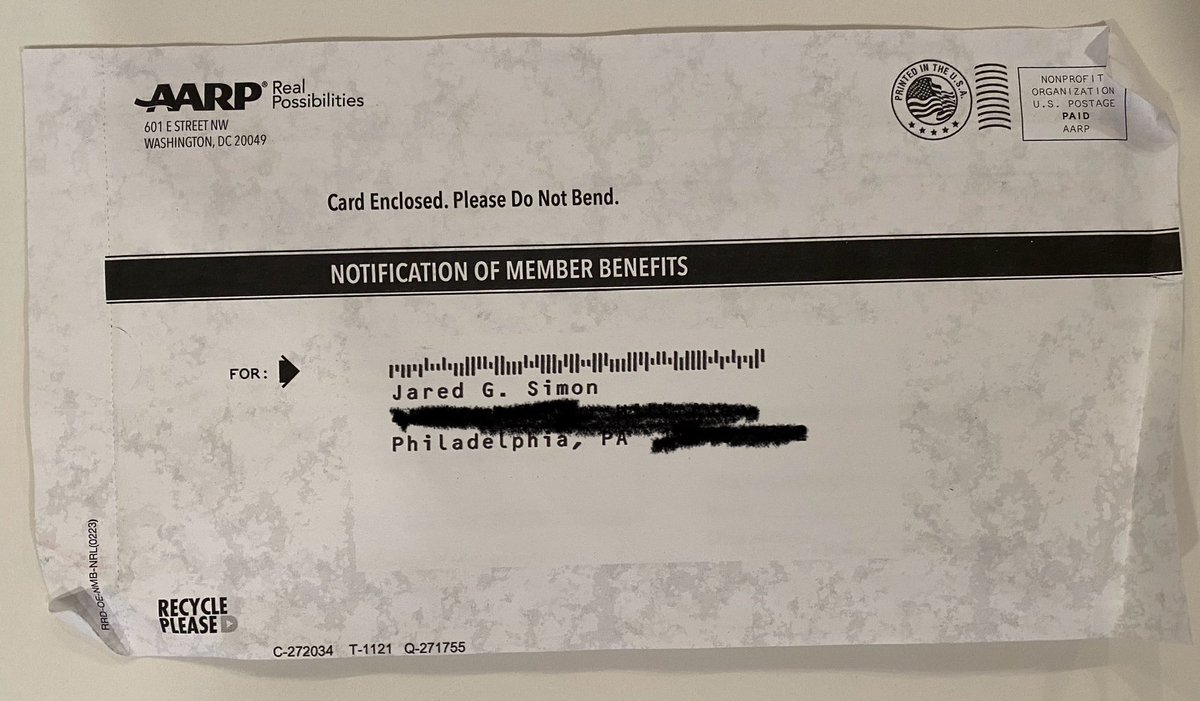 AARP® Real Possibilities
601 E STREET NW
WASHINGTON, DC 20049
PRINTED IN THE U.S.A.
NONPROFIT
ORGANIZATION
U.S. POSTAGE
PAID
AARP
Card Enclosed. Please Do Not Bend.
NOTIFICATION OF MEMBER BENEFITS
FOR:
Jared G. Simon
Philadelphia, PA
RRD-OE-NMB-NRL(0223)
RECYCLE
PLEASE
C-272034 T-1121 Q-271755